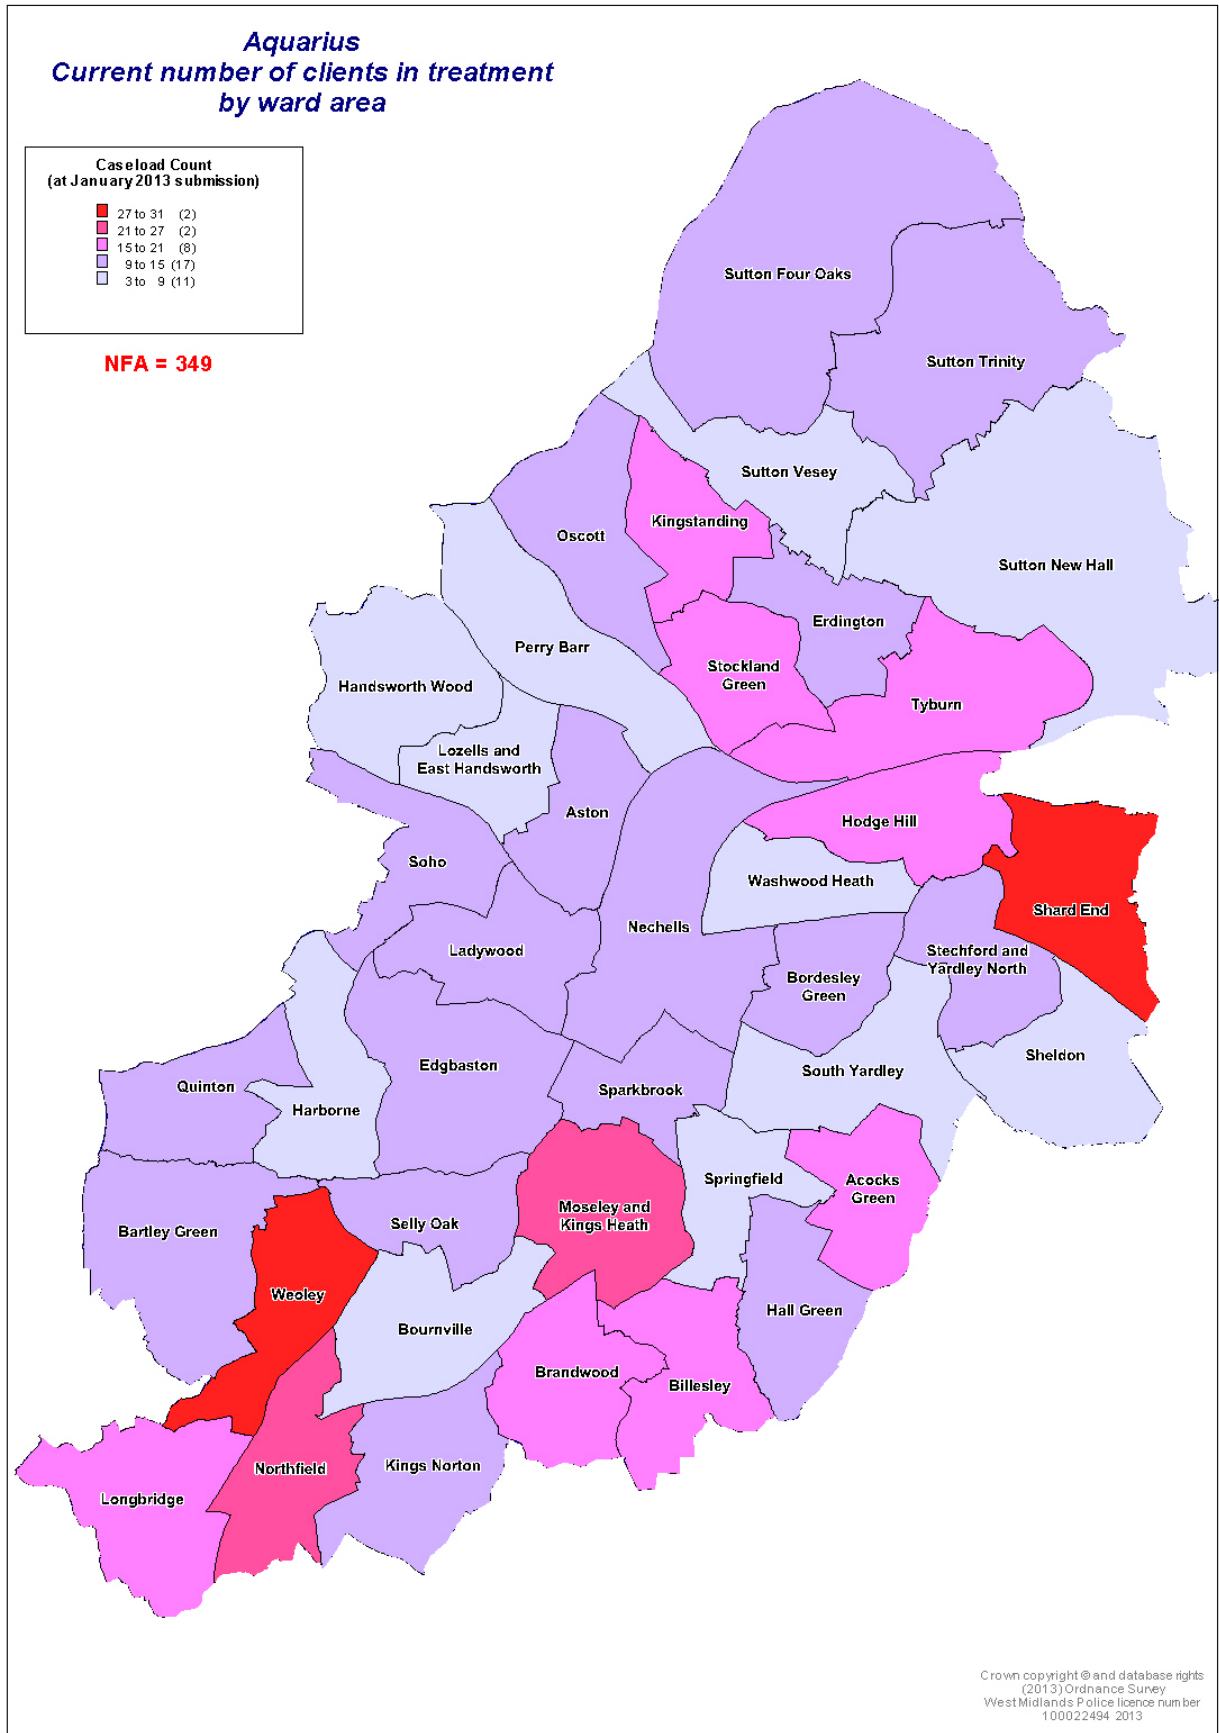 Aquarius
Current number of clients in treatment
by ward area
Caseload Count
(at January 2013 submission)
27 to 31 (2)
21 to 27 (2)
15 to 21 (8)
9 to 15 (17)
3 to 9 (11)
NFA = 349
Sutton Four Oaks
Sutton Trinity
Sutton Vesey
Kingstanding
Oscott
Sutton New Hall
Erdington
Perry Barr
Stockland
Green
Handsworth Wood
Tyburn
Lozells and
East Handsworth
Aston
Hodge Hill
Soho
Washwood Heath
Shard End
Nechells
Ladywood
Stechford and
Yardley North
Bordesley
Green
Sheldon
Edgbaston
South Yardley
Quinton
Sparkbrook
Harborne
Springfield
Acocks
Green
Moseley and
Kings Heath
Selly Oak
Bartley Green
Weoley
Hall Green
Bournville
Brandwood
Billesley
Kings Norton
Northfield
Longbridge
Crown copyright © and database rights
(2013) Ordnance Survey
West Midlands Police licence number
100022494 2013